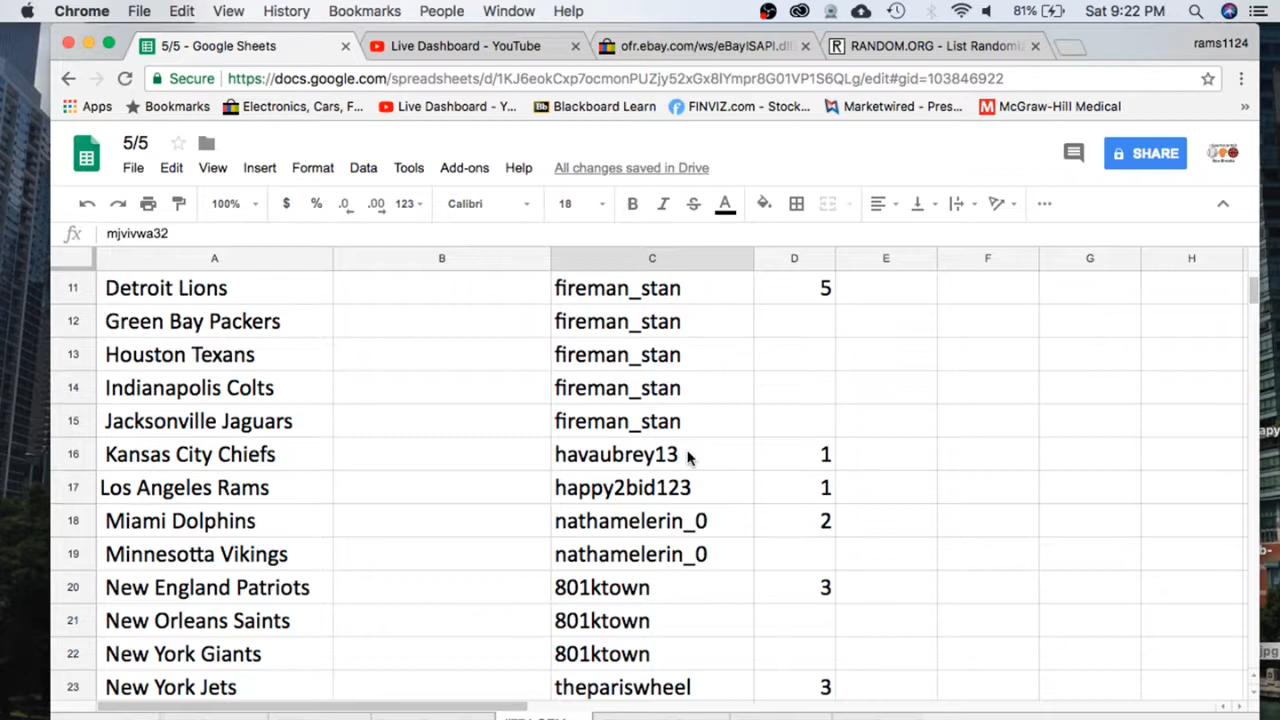 Chrome File Edit View History Bookmarks People Window Help 81% Sat 9:22 PM
5/5 - Google Sheets × Live Dashboard - YouTube × ofr.ebay.com/ws/eBayISAPI.dl × RANDOM.ORG - List Randomi × rams1124
Secure https://docs.google.com/spreadsheets/d/1KJ6eokCxp7ocmonPUZjy52xGx8lYmpr8G01VP1S6QLg/edit#gid=103846922
Apps Bookmarks Electronics, Cars, F... Live Dashboard - Y... Bb Blackboard Learn FINVIZ.com - Stock... Marketwired - Pres... M McGraw-Hill Medical »
5/5 SHARE
File Edit View Insert Format Data Tools Add-ons Help All changes saved in Drive
100% $ % .0 .00 123 Calibri 18 B I S A
fx mjvivwa32
A B C D E F G H
11 Detroit Lions fireman_stan 5
12 Green Bay Packers fireman_stan
13 Houston Texans fireman_stan
14 Indianapolis Colts fireman_stan
15 Jacksonville Jaguars fireman_stan
16 Kansas City Chiefs havaubrey13 1
17 Los Angeles Rams happy2bid123 1
18 Miami Dolphins nathamelerin_0 2
19 Minnesotta Vikings nathamelerin_0
20 New England Patriots 801ktown 3
21 New Orleans Saints 801ktown
22 New York Giants 801ktown
23 New York Jets thepariswheel 3